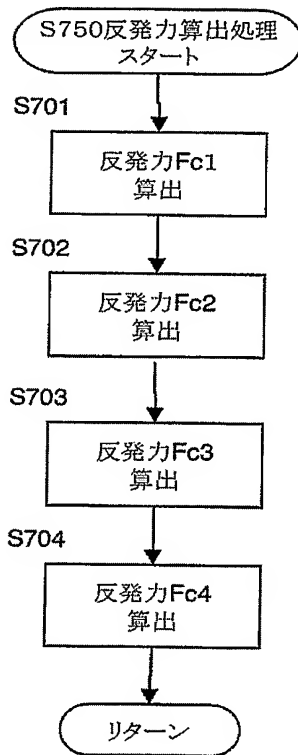 S750反発力算出処理
スタート
S701
反発力Fc1
算出
S702
反発力Fc2
算出
S703
反発力Fc3
算出
S704
反発力Fc4
算出
リターン